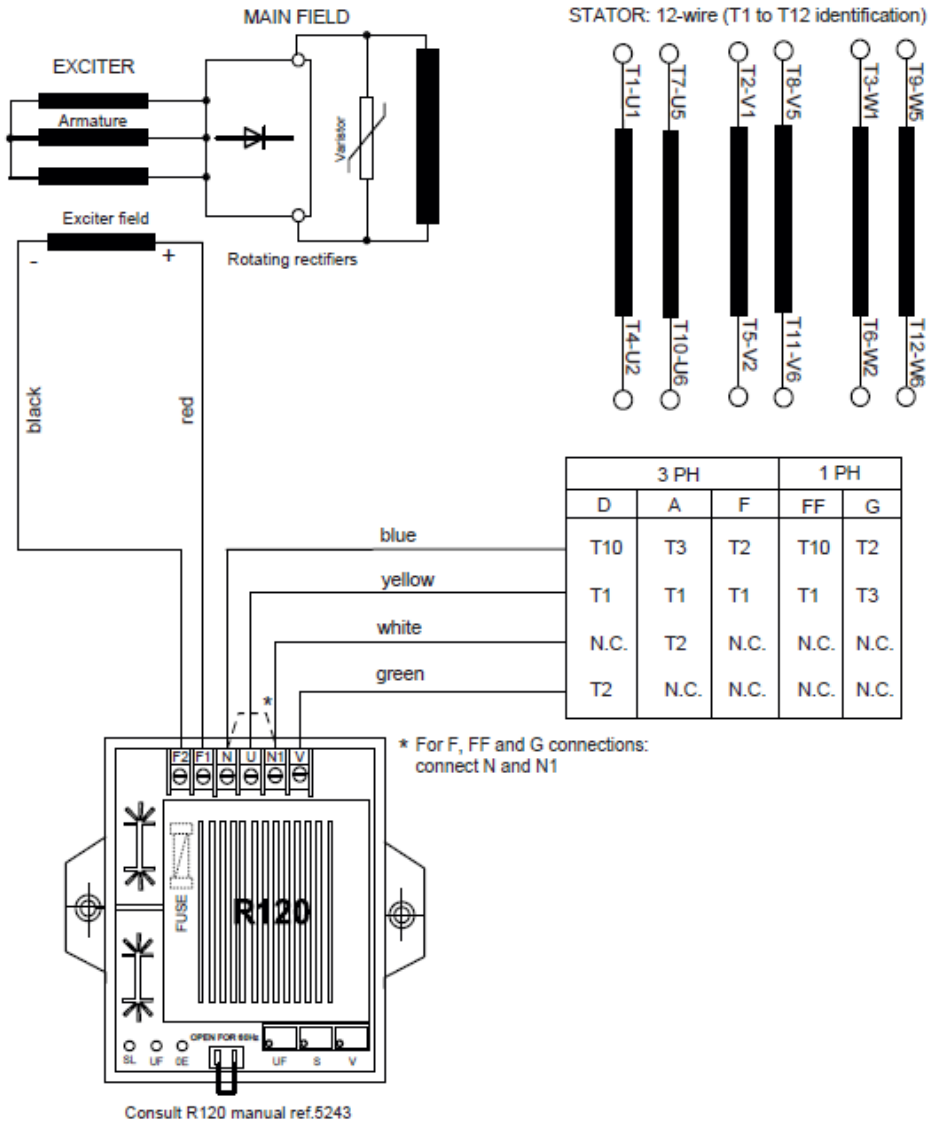 MAIN FIELD
STATOR: 12-wire (T1 to T12 identification)
EXCITER
Armature
Varistor
Exciter field
-
+
Rotating rectifiers
T1-U1
T7-U5
T2-V1
T8-V5
T3-W1
T9-W5
T4-U2
T10-U6
T5-V2
T11-V6
T6-W2
T12-W6
black
red
3 PH 1 PH
D A F FF G
blue T10 T3 T2 T10 T2
yellow T1 T1 T1 T1 T3
white N.C. T2 N.C. N.C. N.C.
green T2 N.C. N.C. N.C. N.C.
*
* For F, FF and G connections:
connect N and N1
F2 F1 N U N1 V
FUSE
R120
OPEN FOR 60Hz
SL UF OE UF S V
Consult R120 manual ref.5243